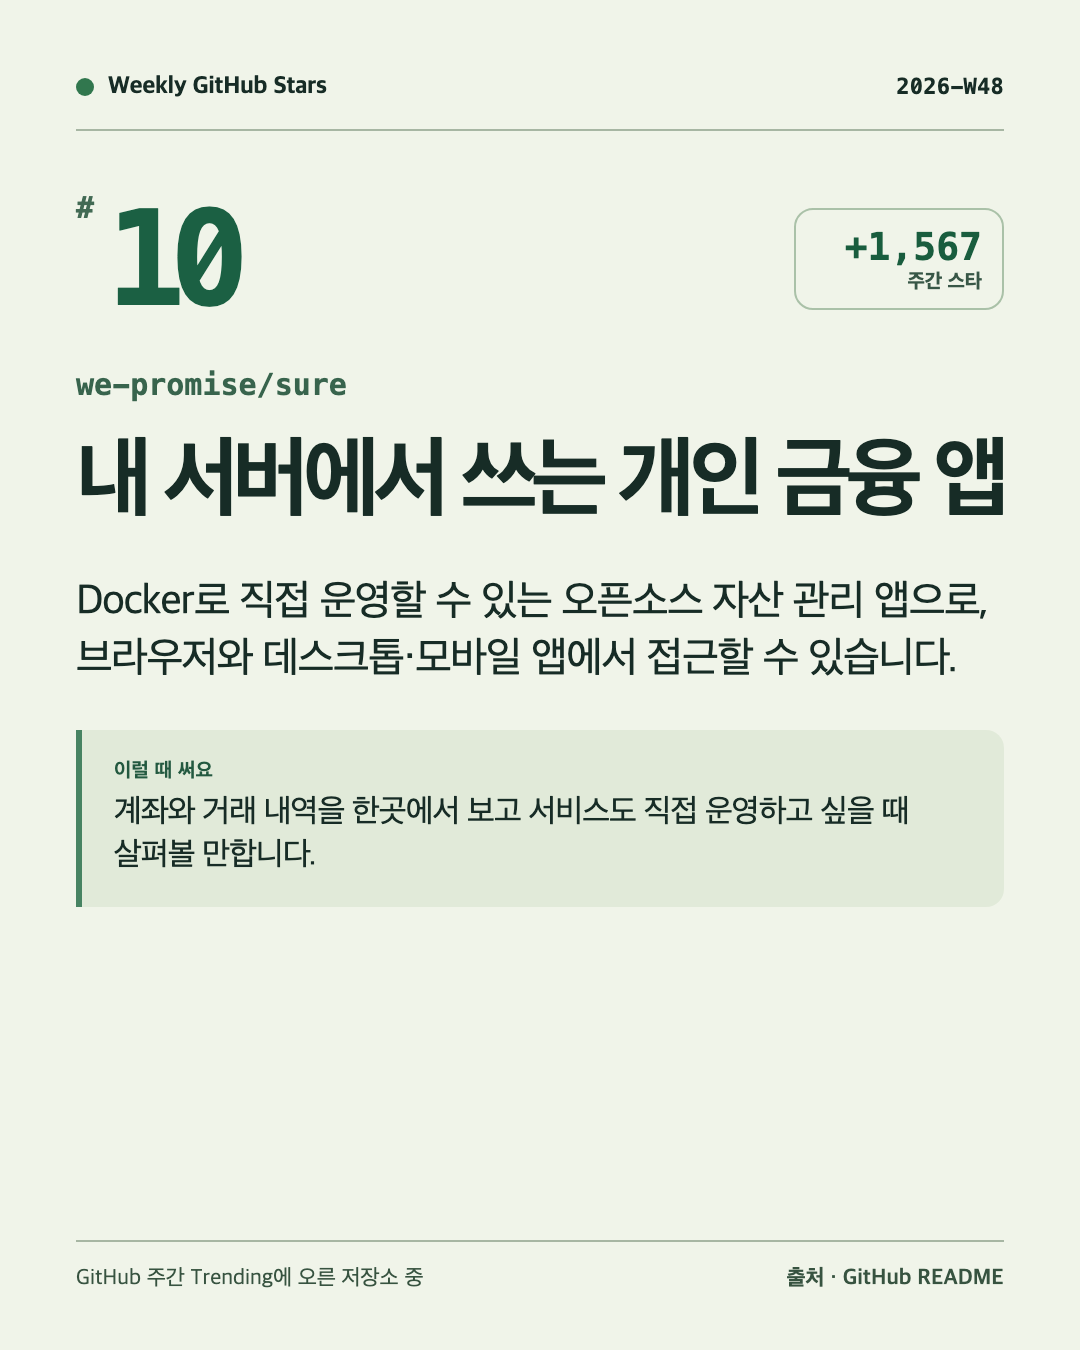 Weekly GitHub Stars
2026-W48
#10
+1,567
주간 스타
we-promise/sure
내 서버에서 쓰는 개인 금융 앱
Docker로 직접 운영할 수 있는 오픈소스 자산 관리 앱으로,
브라우저와 데스크톱·모바일 앱에서 접근할 수 있습니다.
이럴 때 써요
계좌와 거래 내역을 한곳에서 보고 서비스도 직접 운영하고 싶을 때
살펴볼 만합니다.
GitHub 주간 Trending에 오른 저장소 중
출처 · GitHub README